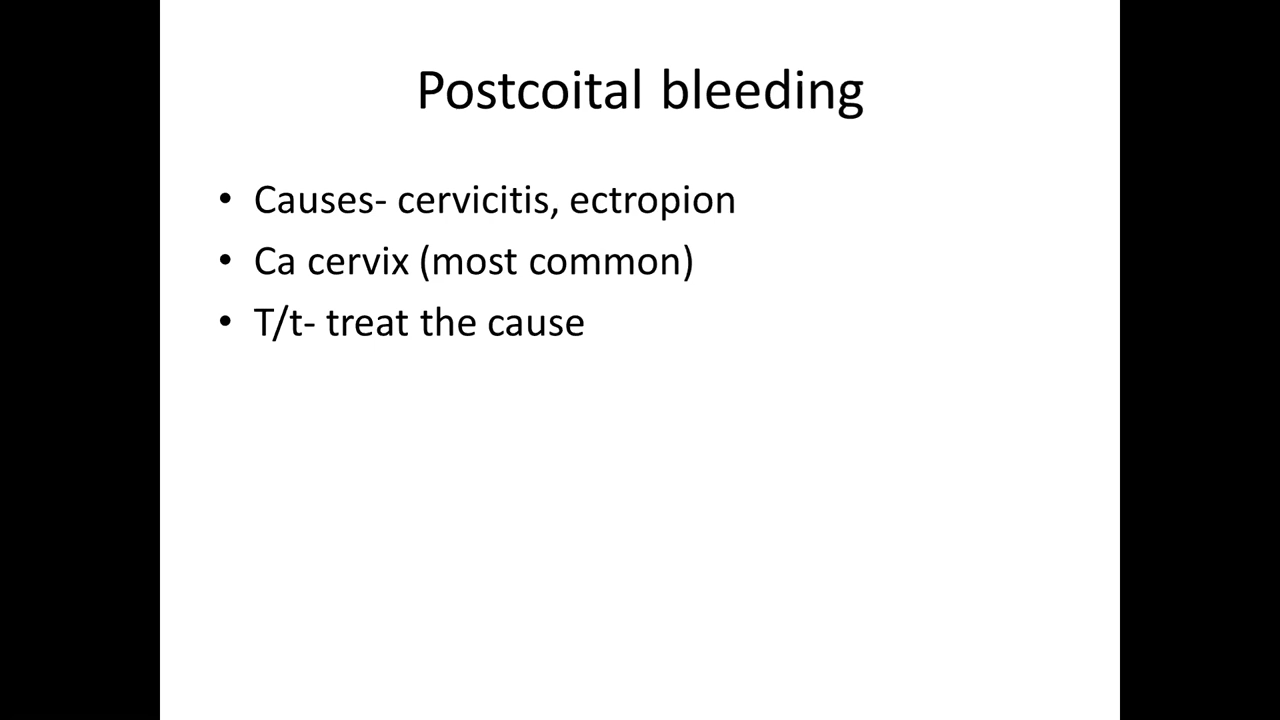 Postcoital bleeding
• Causes- cervicitis, ectropion
• Ca cervix (most common)
• T/t- treat the cause